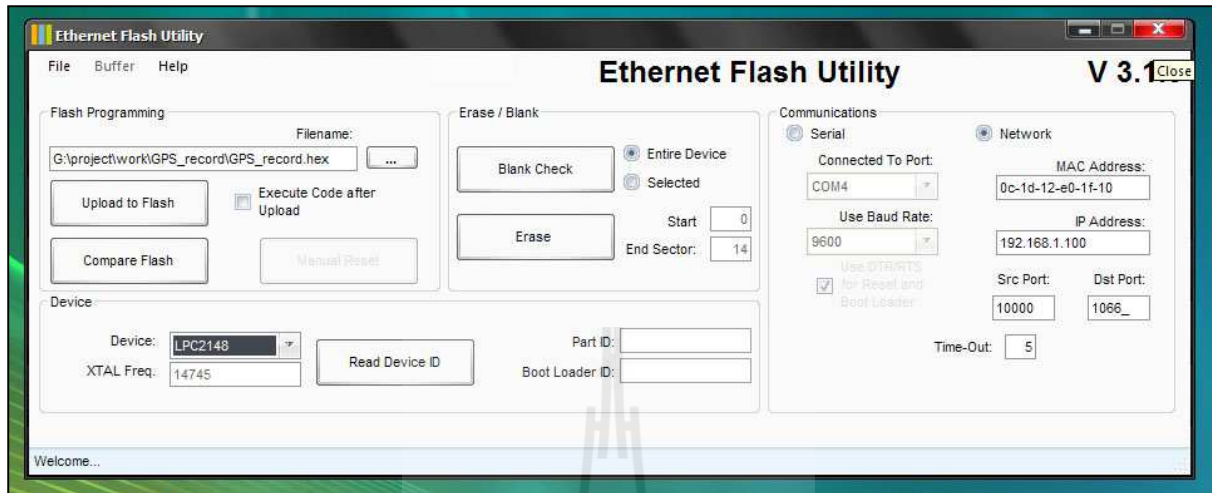 Ethernet Flash Utility
File Buffer Help
Ethernet Flash Utility
V 3.1
Close
Flash Programming
Filename:
G:\project\work\GPS_record\GPS_record.hex
...
Upload to Flash
Execute Code after
Upload
Compare Flash
Manual Reset
Erase / Blank
Blank Check
Entire Device
Selected
Erase
Start 0
End Sector: 14
Communications
Serial
Network
Connected To Port:
COM4
Use Baud Rate:
9600
Use DTR/RTS
for Reset and
Boot Loader
MAC Address:
0c-1d-12-e0-1f-10
IP Address:
192.168.1.100
Src Port: Dst Port:
10000 1066_
Time-Out: 5
Device
Device: LPC2148
XTAL Freq. 14745
Read Device ID
Part ID:
Boot Loader ID:
Welcome...